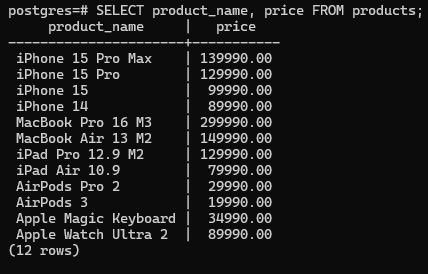 postgres=# SELECT product_name, price FROM products;
product_name | price
----------------------+-----------
iPhone 15 Pro Max | 139990.00
iPhone 15 Pro | 129990.00
iPhone 15 | 99990.00
iPhone 14 | 89990.00
MacBook Pro 16 M3 | 299990.00
MacBook Air 13 M2 | 149990.00
iPad Pro 12.9 M2 | 129990.00
iPad Air 10.9 | 79990.00
AirPods Pro 2 | 29990.00
AirPods 3 | 19990.00
Apple Magic Keyboard | 34990.00
Apple Watch Ultra 2 | 89990.00
(12 rows)